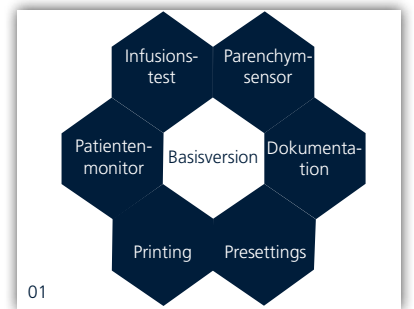 Infusions-
test
Parenchym-
sensor
Patienten-
monitor
Basisversion
Dokumenta-
tion
Printing
Presettings
01